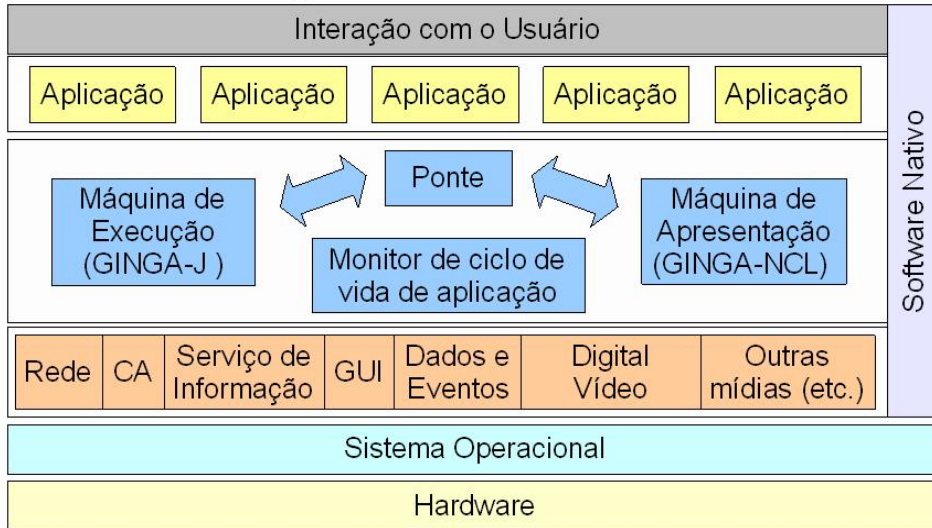 Interação com o Usuário
Aplicação
Aplicação
Aplicação
Aplicação
Aplicação
Máquina de
Execução
(GINGA-J )
Ponte
Monitor de ciclo de
vida de aplicação
Máquina de
Apresentação
(GINGA-NCL)
Rede
CA
Serviço de
Informação
GUI
Dados e
Eventos
Digital
Vídeo
Outras
mídias (etc.)
Software Nativo
Sistema Operacional
Hardware